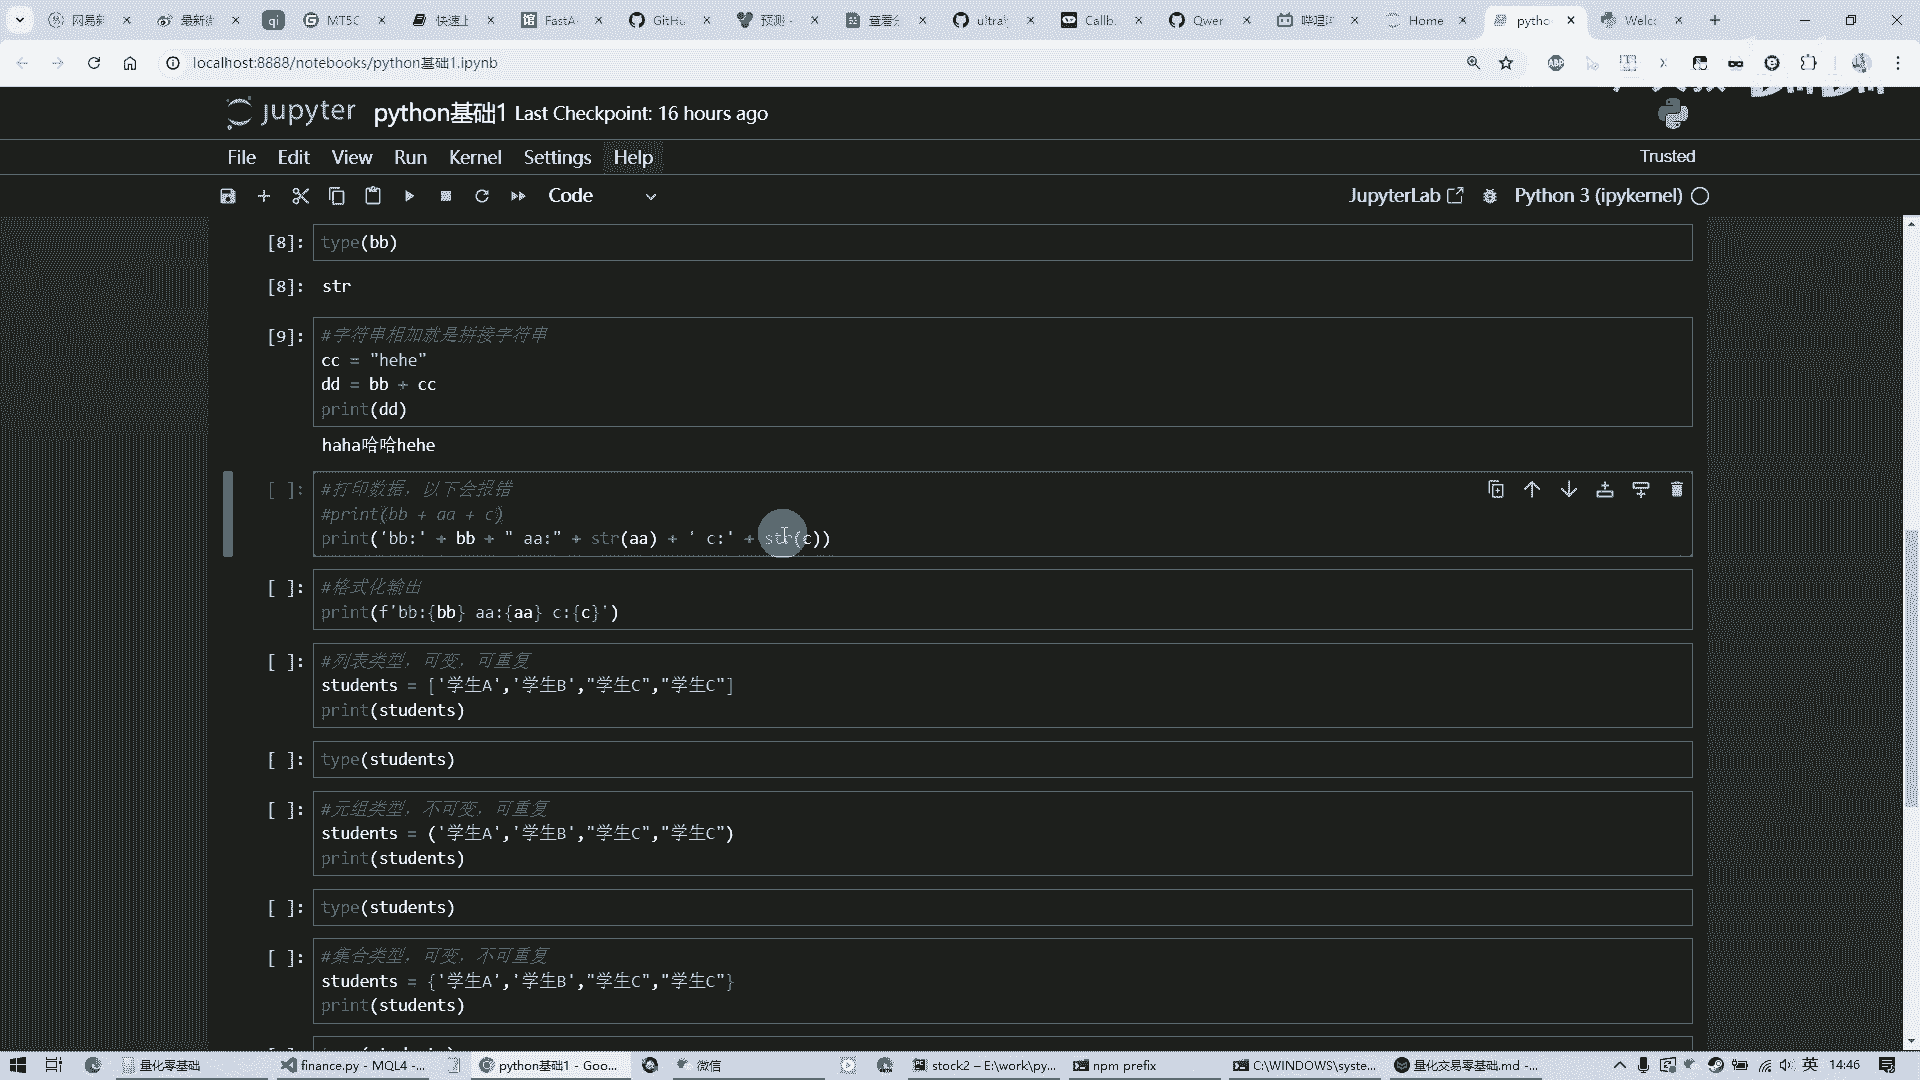 网易新
最新微
qi
MT5C
快速上
FastA
GitHu
预测 -
查看分
ultraly
Callb
Qwer
哔哩哔
Home
pytho
Welco
localhost:8888/notebooks/python基础1.ipynb
ABP
jupyter python基础1 Last Checkpoint: 16 hours ago
File Edit View Run Kernel Settings Help
Trusted
Code
JupyterLab
Python 3 (ipykernel)
[8]: type(bb)
[8]: str
[9]: #字符串相加就是拼接字符串
cc = "hehe"
dd = bb + cc
print(dd)
haha哈哈hehe
[ ]: #打印数据，以下会报错
#print(bb + aa + c)
print('bb:' + bb + " aa:" + str(aa) + ' c:' + str(c))
[ ]: #格式化输出
print(f'bb:{bb} aa:{aa} c:{c}')
[ ]: #列表类型，可变，可重复
students = ['学生A','学生B',"学生C","学生C"]
print(students)
[ ]: type(students)
[ ]: #元组类型，不可变，可重复
students = ('学生A','学生B',"学生C","学生C")
print(students)
[ ]: type(students)
[ ]: #集合类型，可变，不可重复
students = {'学生A','学生B',"学生C","学生C"}
print(students)
量化零基础
finance.py - MQL4 -...
python基础1 - Goo...
微信
stock2 – E:\work\py...
npm prefix
C:\WINDOWS\syste...
量化交易零基础.md -...
英
14:46